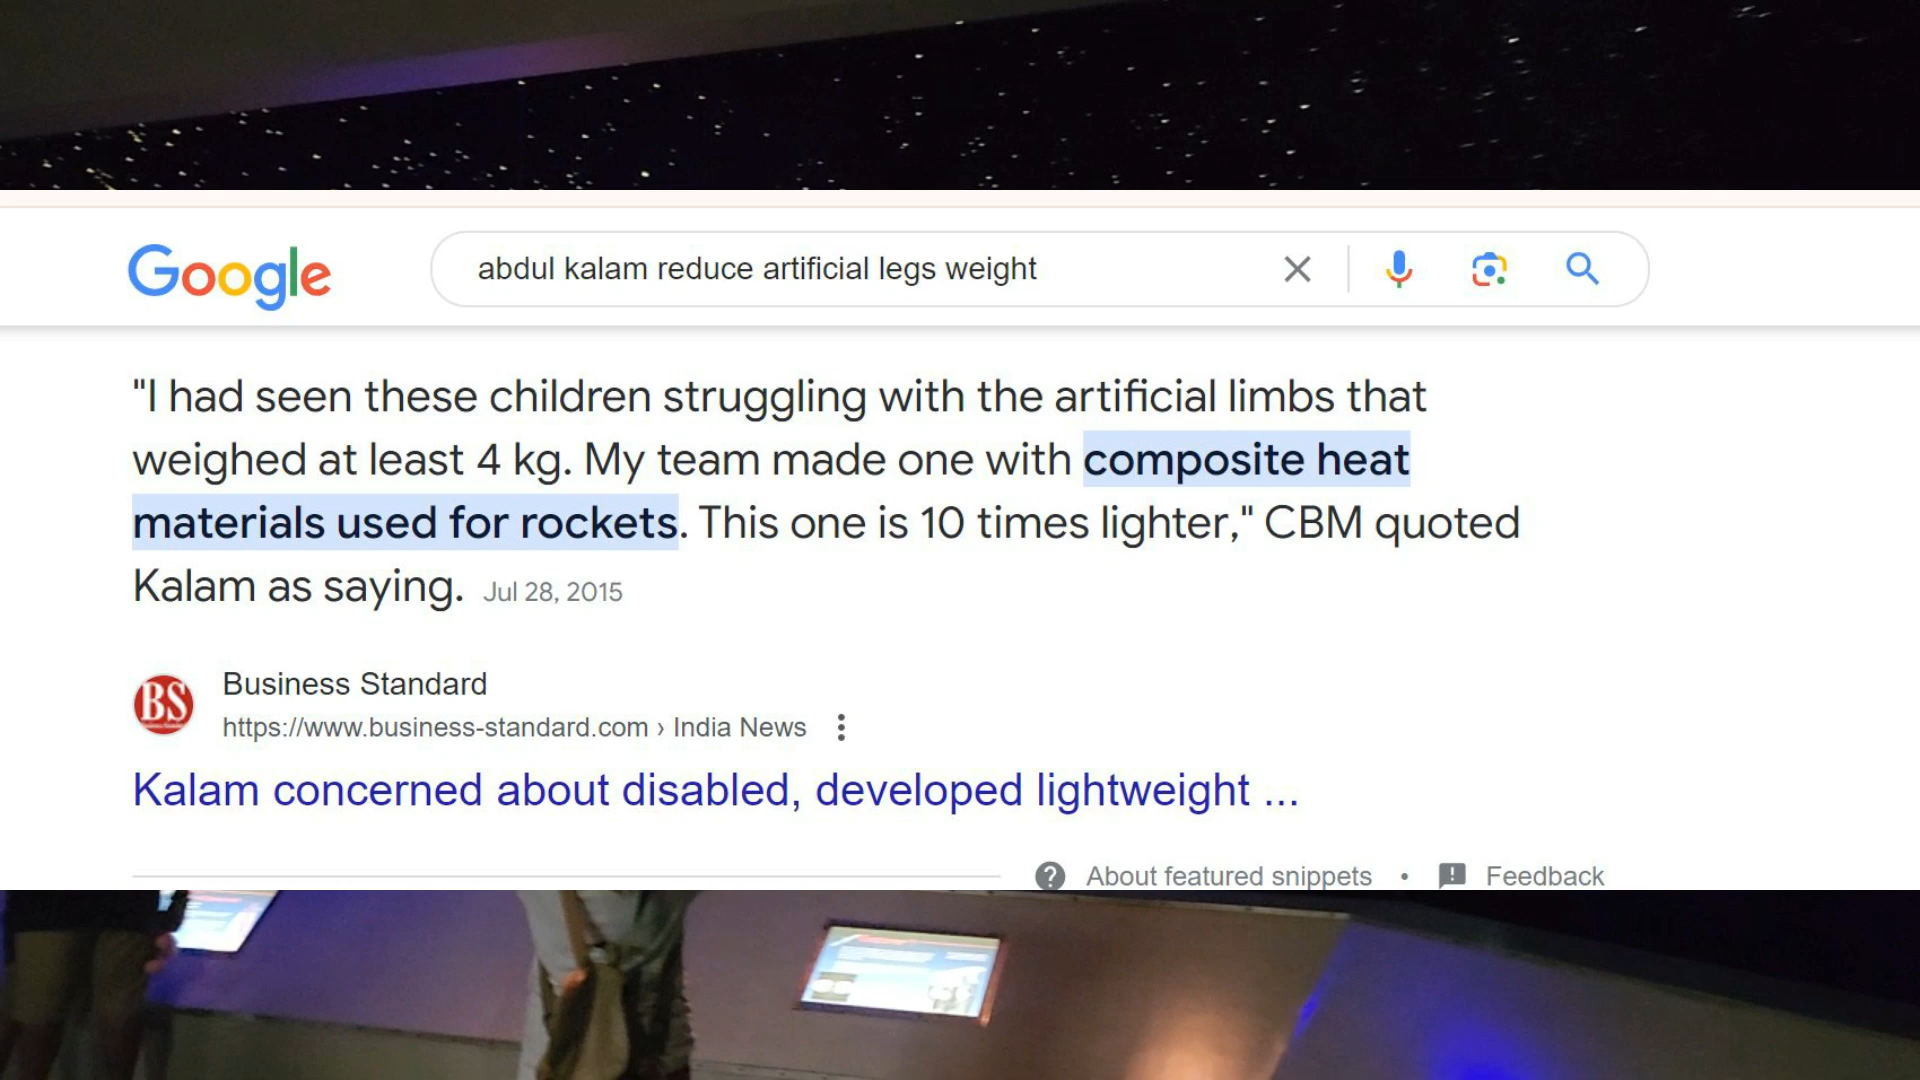 Google
abdul kalam reduce artificial legs weight
"I had seen these children struggling with the artificial limbs that
weighed at least 4 kg. My team made one with composite heat
materials used for rockets. This one is 10 times lighter," CBM quoted
Kalam as saying. Jul 28, 2015
BS
Business Standard
https://www.business-standard.com › India News
Kalam concerned about disabled, developed lightweight ...
About featured snippets • Feedback